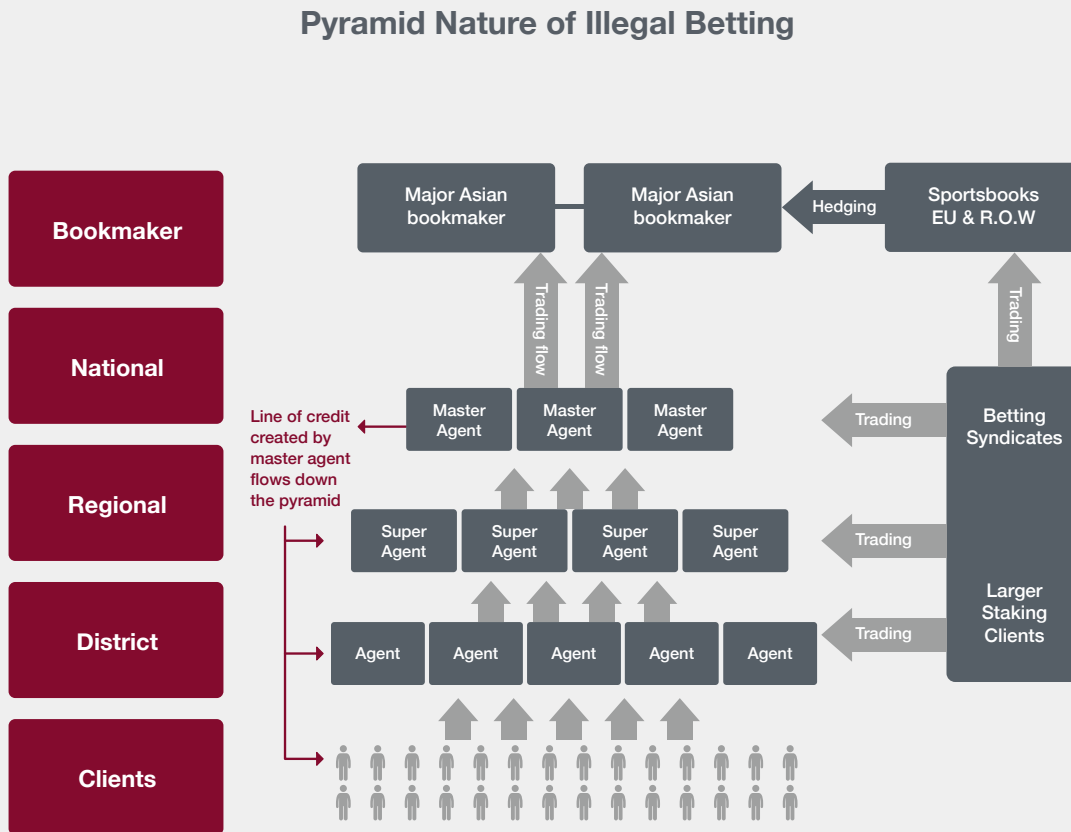 Pyramid Nature of Illegal Betting
Bookmaker
National
Regional
District
Clients
Major Asian
bookmaker
Major Asian
bookmaker
Hedging
Sportsbooks
EU & R.O.W
Trading flow
Trading flow
Trading
Line of credit
created by
master agent
flows down
the pyramid
Master
Agent
Master
Agent
Master
Agent
Trading
Betting
Syndicates
Super
Agent
Super
Agent
Super
Agent
Super
Agent
Trading
Larger
Staking
Clients
Agent
Agent
Agent
Agent
Agent
Trading